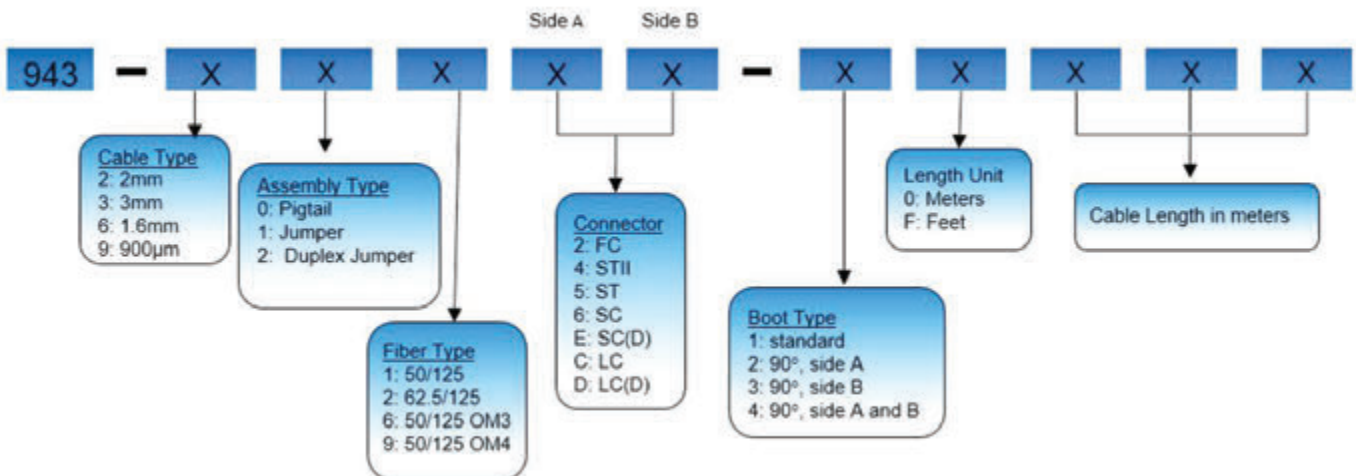 Side A Side B
943 - X X X X X - X X X X X
Cable Type
2: 2mm
3: 3mm
6: 1.6mm
9: 900µm
Assembly Type
0: Pigtail
1: Jumper
2: Duplex Jumper
Fiber Type
1: 50/125
2: 62.5/125
6: 50/125 OM3
9: 50/125 OM4
Connector
2: FC
4: STII
5: ST
6: SC
E: SC(D)
C: LC
D: LC(D)
Boot Type
1: standard
2: 90°, side A
3: 90°, side B
4: 90°, side A and B
Length Unit
0: Meters
F: Feet
Cable Length in meters